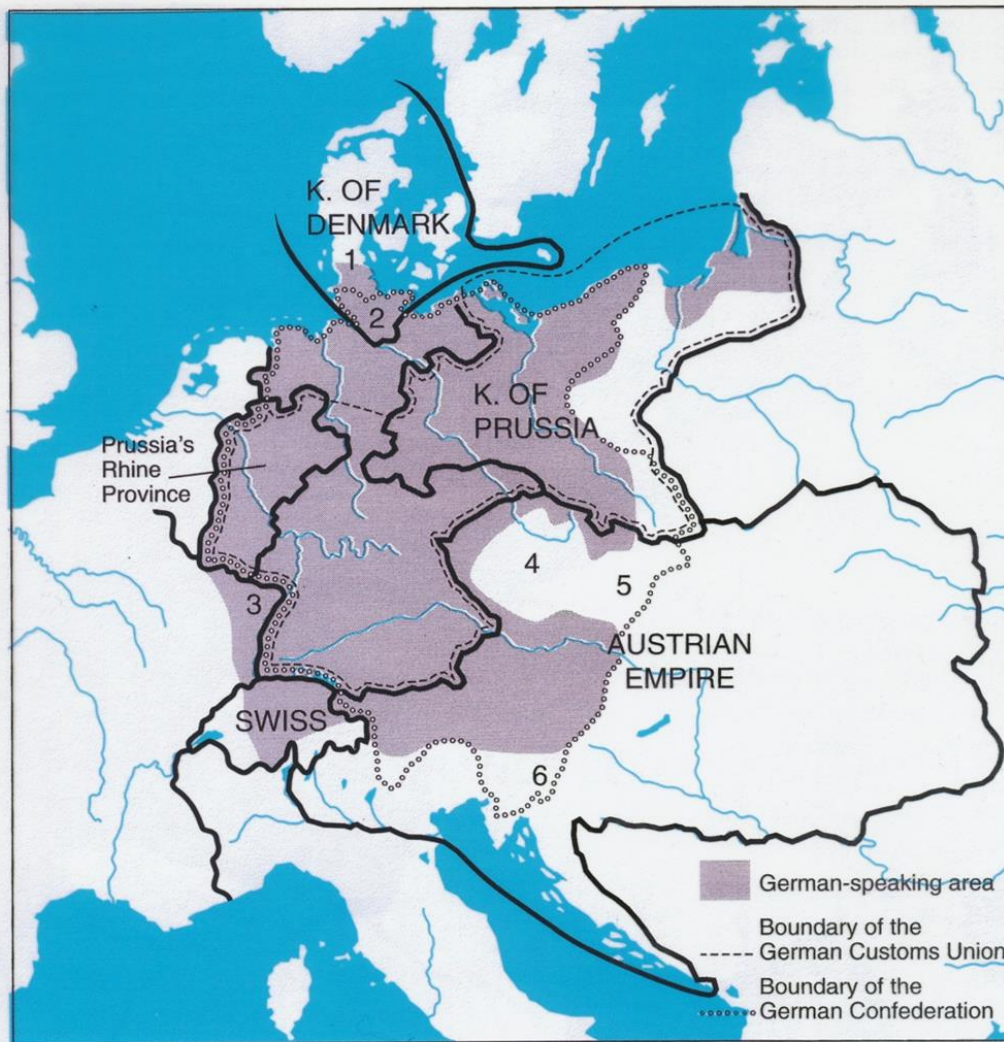 K. OF
DENMARK
1
2
K. OF
PRUSSIA
Prussia's
Rhine
Province
3
4
5
AUSTRIAN
EMPIRE
SWISS
6
German-speaking area
Boundary of the
German Customs Union
Boundary of the
German Confederation